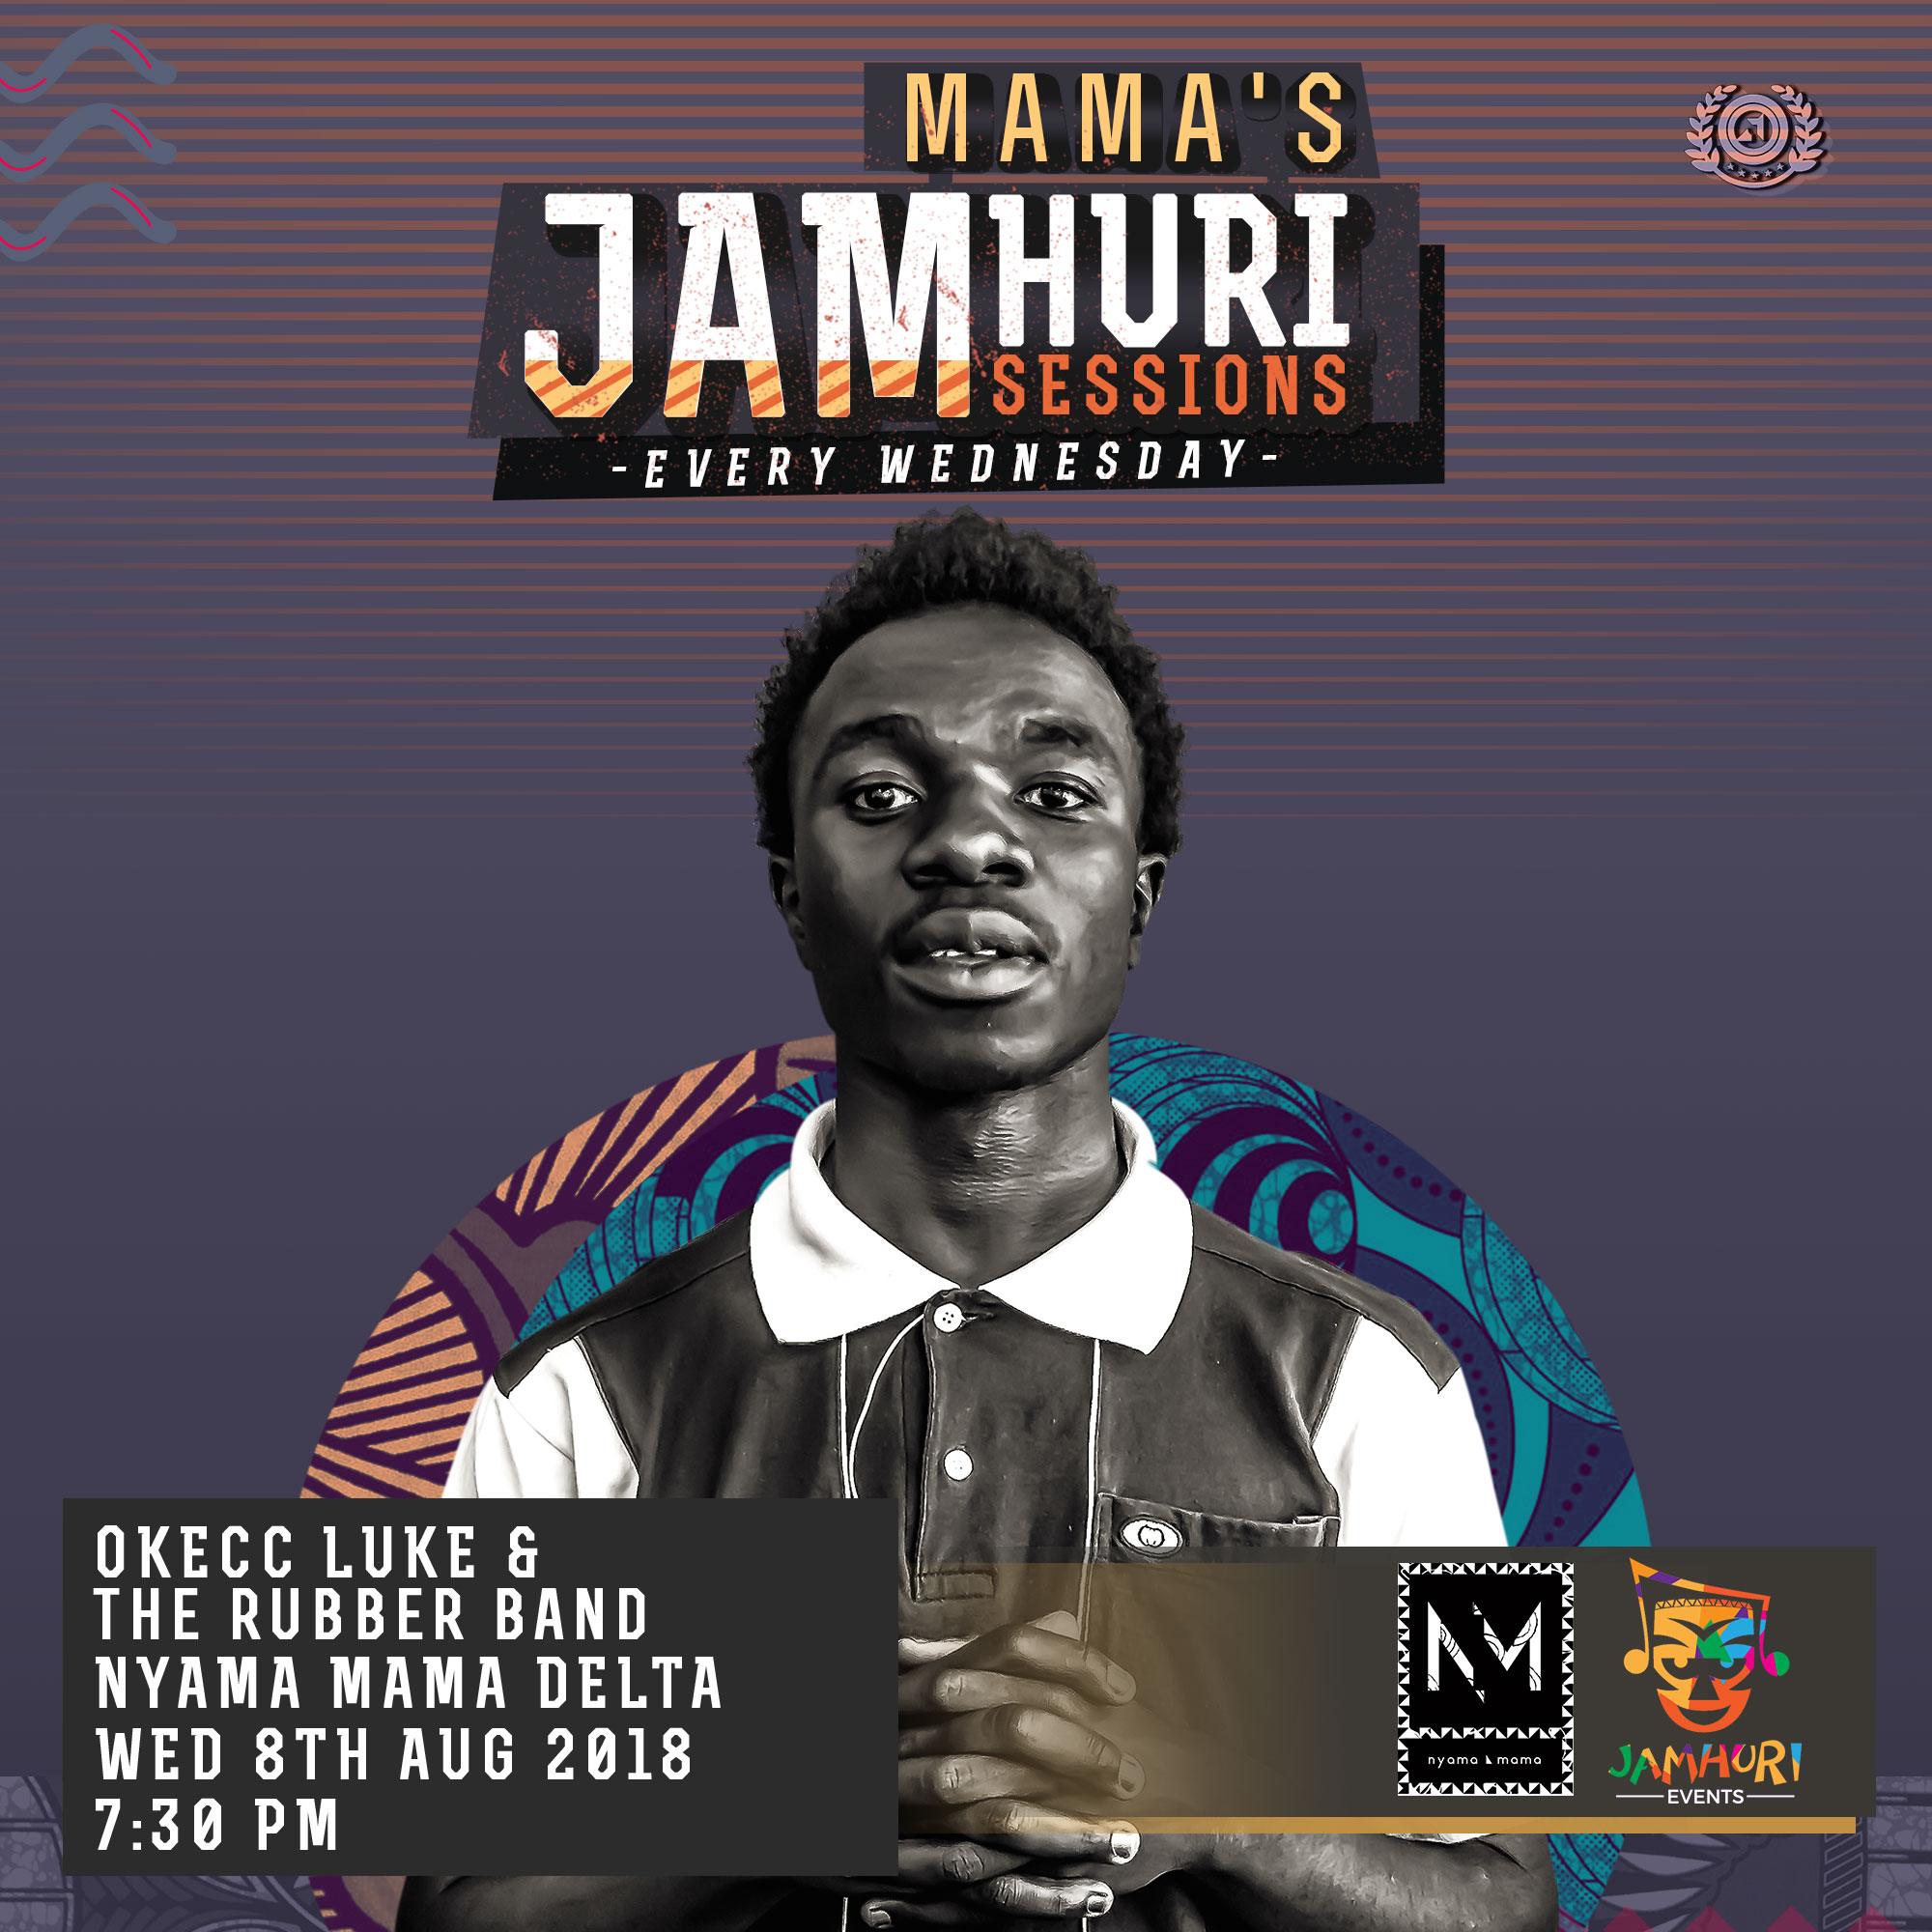 MAMA'S
JAMHURI
SESSIONS
-EVERY WEDNESDAY-
OKECC LUKE &
THE RUBBER BAND
NYAMA MAMA DELTA
WED 8TH AUG 2018
7:30 PM
NM
nyama mama
JAMHURI
EVENTS